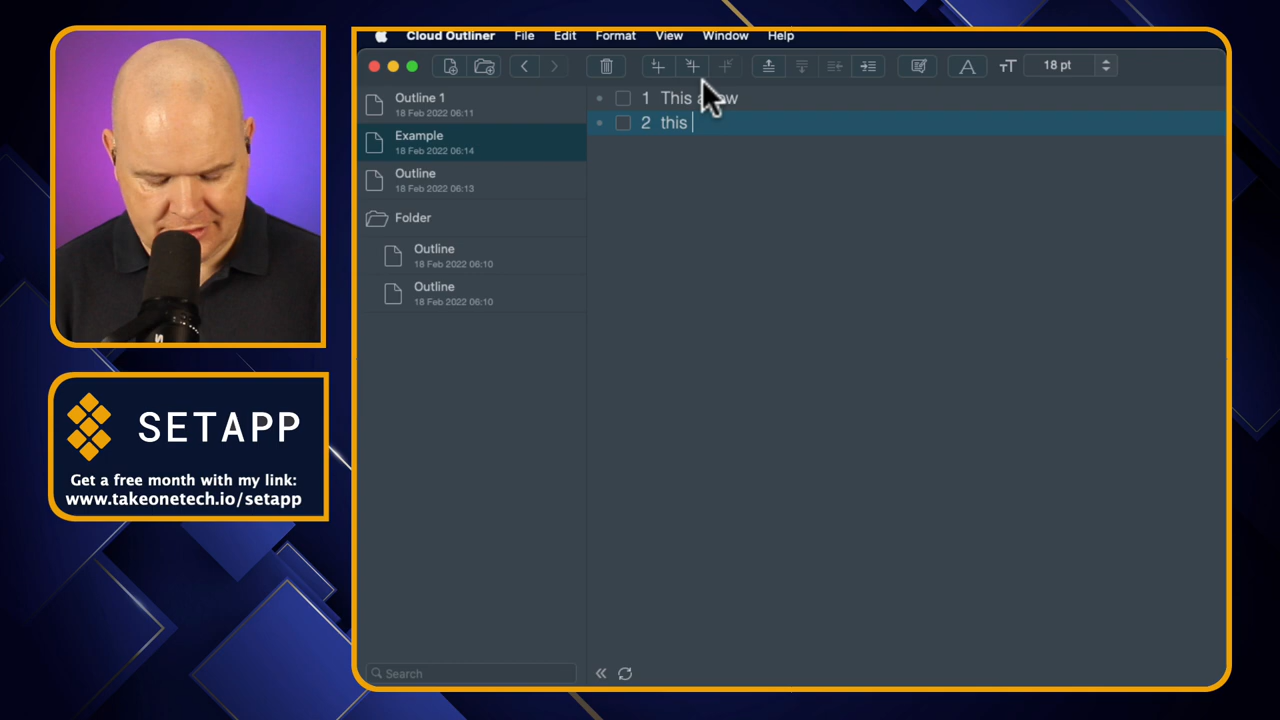 Cloud Outliner File Edit Format View Window Help
A TT 18 pt
Outline 1
18 Feb 2022 06:11
Example
18 Feb 2022 06:14
Outline
18 Feb 2022 06:13
Folder
Outline
18 Feb 2022 06:10
Outline
18 Feb 2022 06:10
Search
1 This
2 this
SETAPP
Get a free month with my link:
www.takeonetech.io/setapp